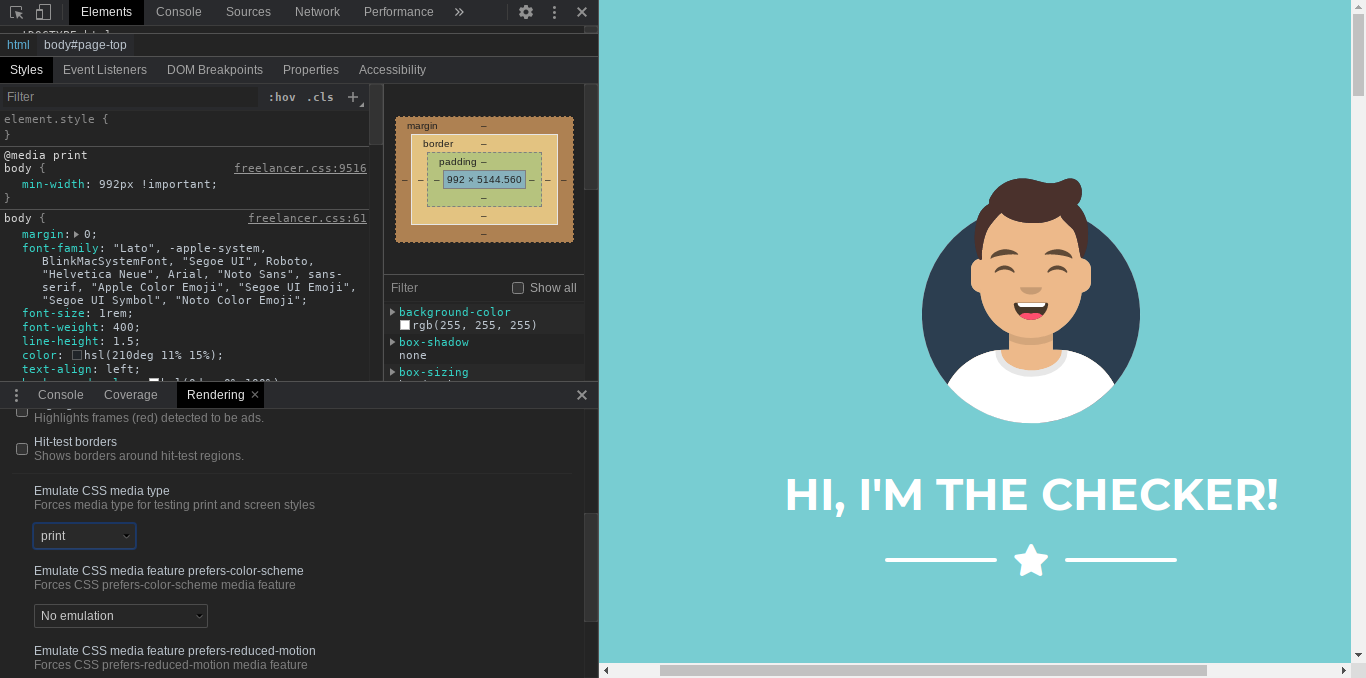 Elements Console Sources Network Performance »
html body#page-top
Styles Event Listeners DOM Breakpoints Properties Accessibility
Filter :hov .cls +
element.style {
}
@media print
body { freelancer.css:9516
min-width: 992px !important;
}
body { freelancer.css:61
margin: 0;
font-family: "Lato", -apple-system,
BlinkMacSystemFont, "Segoe UI", Roboto,
"Helvetica Neue", Arial, "Noto Sans", sans-
serif, "Apple Color Emoji", "Segoe UI Emoji",
"Segoe UI Symbol", "Noto Color Emoji";
font-size: 1rem;
font-weight: 400;
line-height: 1.5;
color: hsl(210deg 11% 15%);
text-align: left;
margin –
border –
padding –
– – – 992 × 5144.560 – – –
–
–
–
Filter Show all
background-color
rgb(255, 255, 255)
box-shadow
none
box-sizing
Console Coverage Rendering ×
Highlights frames (red) detected to be ads.
Hit-test borders
Shows borders around hit-test regions.
Emulate CSS media type
Forces media type for testing print and screen styles
print
Emulate CSS media feature prefers-color-scheme
Forces CSS prefers-color-scheme media feature
No emulation
Emulate CSS media feature prefers-reduced-motion
Forces CSS prefers-reduced-motion media feature
HI, I'M THE CHECKER!